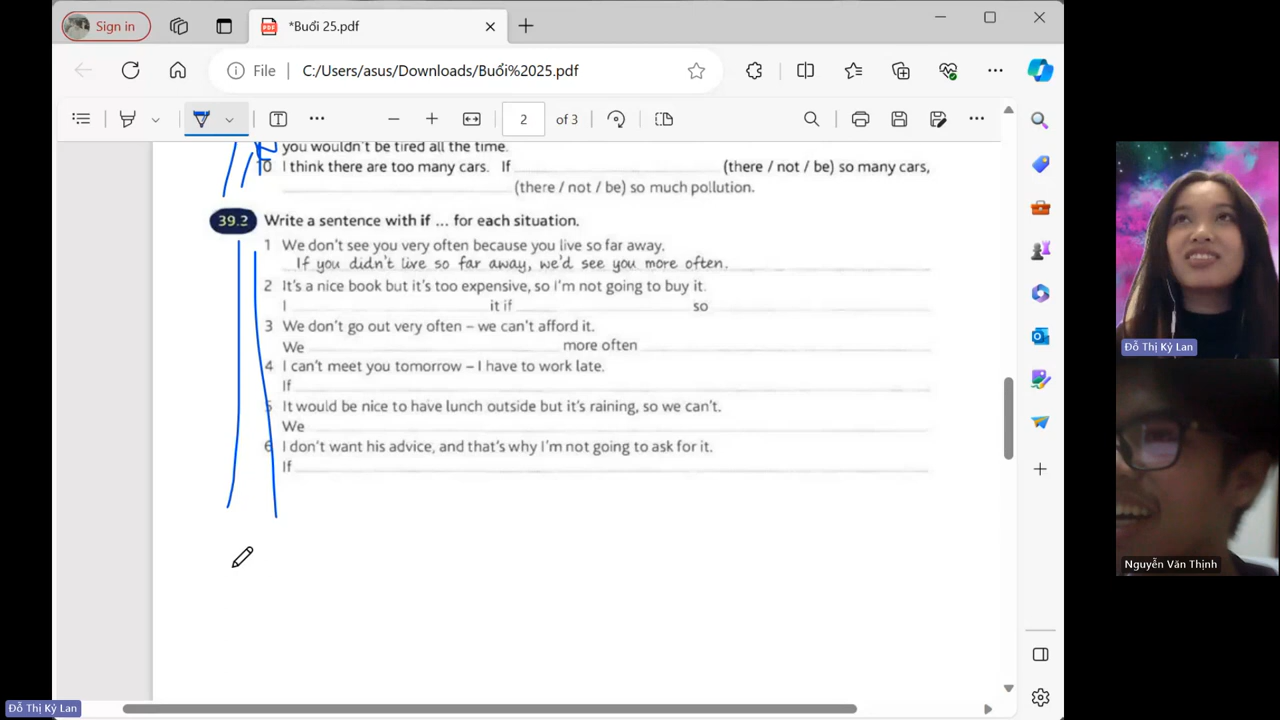 Sign in
*Buổi 25.pdf
File
C:/Users/asus/Downloads/Buổi%2025.pdf
2
of 3
you wouldn't be tired all the time.
10 I think there are too many cars. If (there / not / be) so many cars,
(there / not / be) so much pollution.
39.2 Write a sentence with if ... for each situation.
1 We don't see you very often because you live so far away.
If you didn't live so far away, we'd see you more often.
2 It's a nice book but it's too expensive, so I'm not going to buy it.
I it if so
3 We don't go out very often – we can't afford it.
We more often
4 I can't meet you tomorrow – I have to work late.
If
5 It would be nice to have lunch outside but it's raining, so we can't.
We
6 I don't want his advice, and that's why I'm not going to ask for it.
If
Đỗ Thị Ký Lan
Nguyễn Văn Thịnh
Đỗ Thị Ký Lan